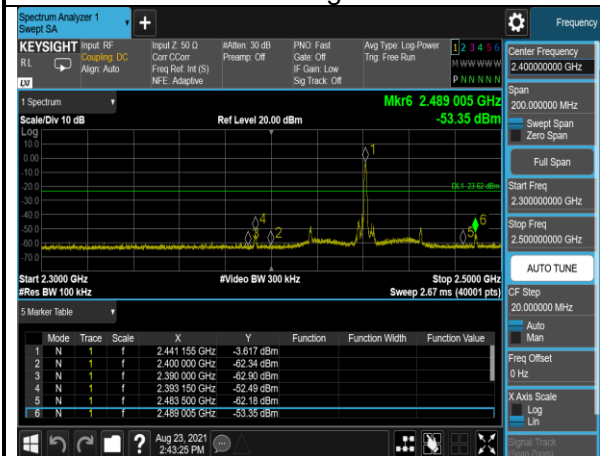 Spectrum Analyzer 1
Swept SA
Frequency
KEYSIGHT
RL
LXI
Input: RF
Coupling: DC
Align: Auto
Input Z: 50 Ω
Corr CCorr
Freq Ref: Int (S)
NFE: Adaptive
#Atten: 30 dB
Preamp: Off
PNO: Fast
Gate: Off
IF Gain: Low
Sig Track: Off
Avg Type: Log-Power
Trig: Free Run
1 2 3 4 5 6
M W W W W W
P N N N N N
1 Spectrum
Scale/Div 10 dB
Log
Ref Level 20.00 dBm
Mkr6 2.489 005 GHz
-53.35 dBm
10.0
0.00
-10.0
-20.0
-30.0
-40.0
-50.0
-60.0
-70.0
1
DL1 -23.62 dBm
4
3
2
5
6
Start 2.3000 GHz
#Video BW 300 kHz
Stop 2.5000 GHz
#Res BW 100 kHz
Sweep 2.67 ms (40001 pts)
5 Marker Table
Mode Trace Scale X Y Function Function Width Function Value
1 N 1 f 2.441 155 GHz -3.617 dBm
2 N 1 f 2.400 000 GHz -62.34 dBm
3 N 1 f 2.390 000 GHz -62.90 dBm
4 N 1 f 2.393 150 GHz -52.49 dBm
5 N 1 f 2.483 500 GHz -62.18 dBm
6 N 1 f 2.489 005 GHz -53.35 dBm
Aug 23, 2021
2:43:25 PM
Center Frequency
2.400000000 GHz
Span
200.000000 MHz
Swept Span
Zero Span
Full Span
Start Freq
2.300000000 GHz
Stop Freq
2.500000000 GHz
AUTO TUNE
CF Step
20.000000 MHz
Auto
Man
Freq Offset
0 Hz
X Axis Scale
Log
Lin
Signal Track
(Span Zoom)